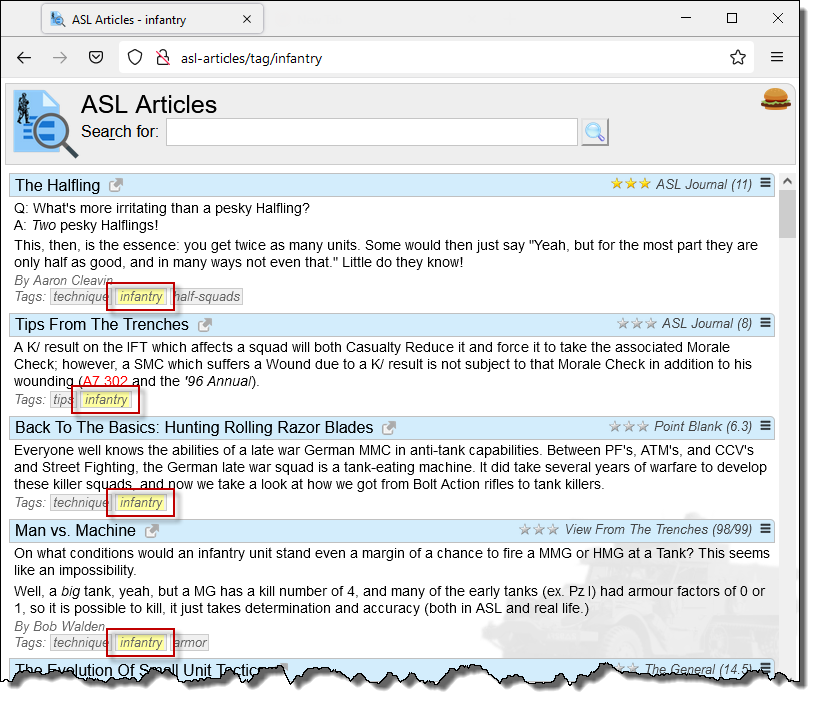 ASL Articles - infantry
asl-articles/tag/infantry
ASL Articles
Search for:
The Halfling
ASL Journal (11)
Q: What's more irritating than a pesky Halfling?
A: Two pesky Halflings!
This, then, is the essence: you get twice as many units. Some would then just say "Yeah, but for the most part they are
only half as good, and in many ways not even that." Little do they know!
By Aaron Cleavin
Tags: technique infantry half-squads
Tips From The Trenches
ASL Journal (8)
A K/ result on the IFT which affects a squad will both Casualty Reduce it and force it to take the associated Morale
Check; however, a SMC which suffers a Wound due to a K/ result is not subject to that Morale Check in addition to his
wounding (A7.302 and the '96 Annual).
Tags: tips infantry
Back To The Basics: Hunting Rolling Razor Blades
Point Blank (6.3)
Everyone well knows the abilities of a late war German MMC in anti-tank capabilities. Between PF's, ATM's, and CCV's
and Street Fighting, the German late war squad is a tank-eating machine. It did take several years of warfare to develop
these killer squads, and now we take a look at how we got from Bolt Action rifles to tank killers.
Tags: technique infantry
Man vs. Machine
View From The Trenches (98/99)
On what conditions would an infantry unit stand even a margin of a chance to fire a MMG or HMG at a Tank? This seems
like an impossibility.
Well, a big tank, yeah, but a MG has a kill number of 4, and many of the early tanks (ex. Pz I) had armour factors of 0 or
1, so it is possible to kill, it just takes determination and accuracy (both in ASL and real life.)
By Bob Walden
Tags: technique infantry armor
The Evolution Of Small Unit Tactics
The General (14.5)